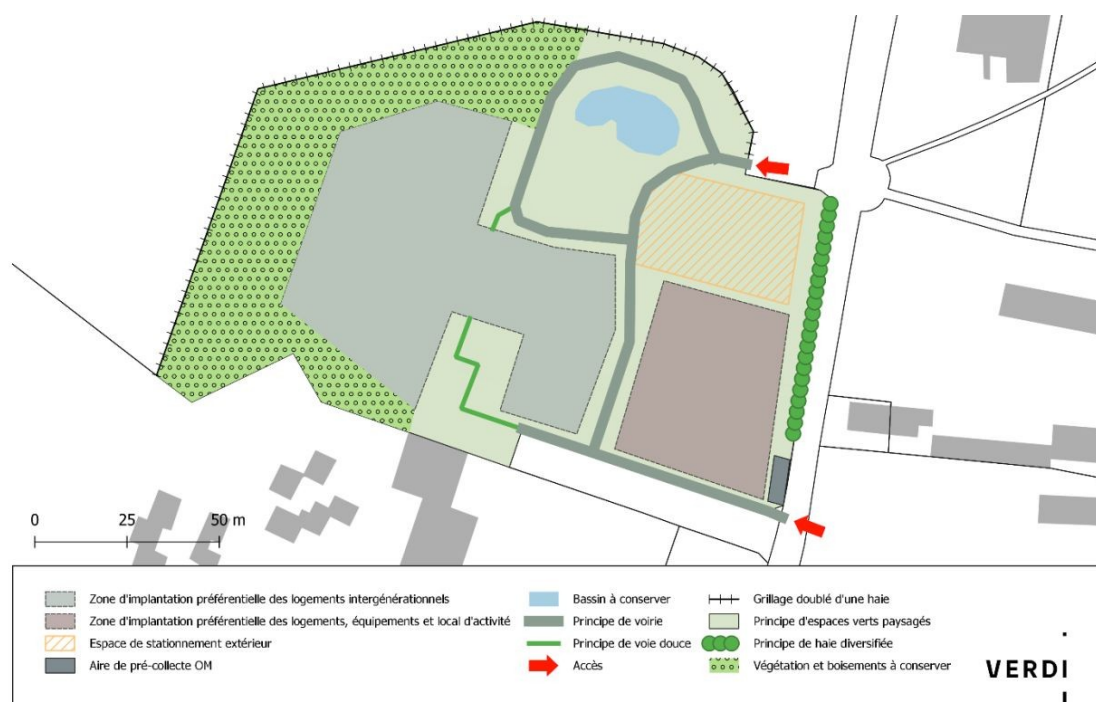 0 25 50 m
Zone d'implantation préférentielle des logements intergénérationnels
Zone d'implantation préférentielle des logements, équipements et local d'activité
Espace de stationnement extérieur
Aire de pré-collecte OM
Bassin à conserver
Principe de voirie
Principe de voie douce
Accès
Grillage doublé d'une haie
Principe d'espaces verts paysagés
Principe de haie diversifiée
Végétation et boisements à conserver
VERDI